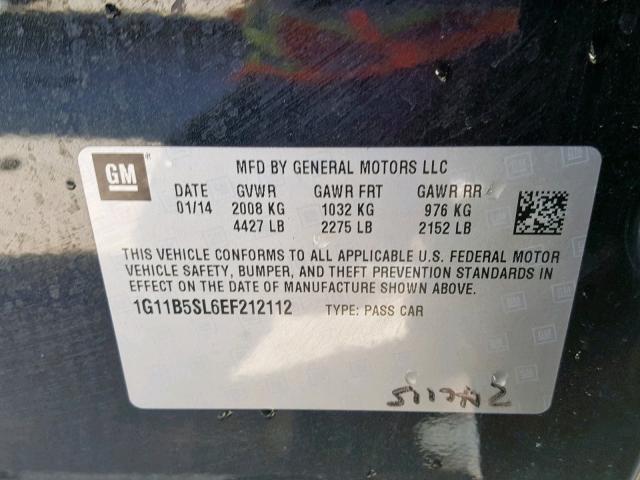 GM
MFD BY GENERAL MOTORS LLC
DATE GVWR GAWR FRT GAWR RR
01/14 2008 KG 1032 KG 976 KG
4427 LB 2275 LB 2152 LB
THIS VEHICLE CONFORMS TO ALL APPLICABLE U.S. FEDERAL MOTOR
VEHICLE SAFETY, BUMPER, AND THEFT PREVENTION STANDARDS IN
EFFECT ON THE DATE OF MANUFACTURE SHOWN ABOVE.
1G11B5SL6EF212112 TYPE: PASS CAR